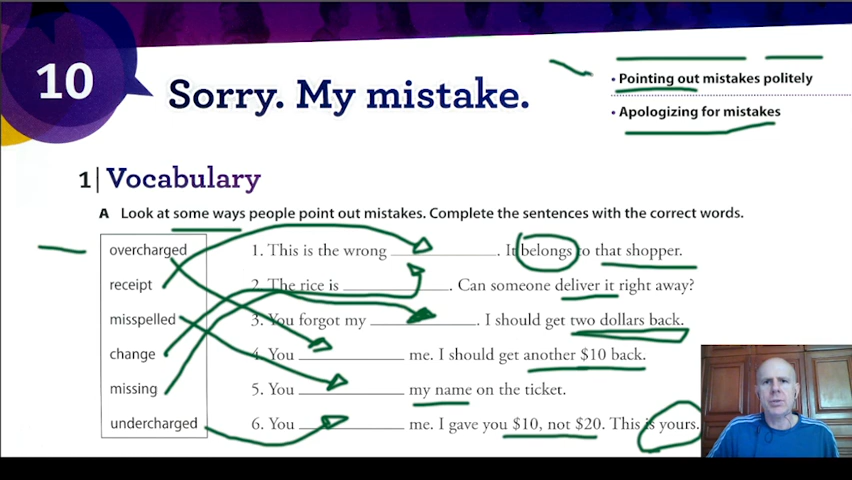 10
Sorry. My mistake.
• Pointing out mistakes politely
• Apologizing for mistakes
1 | Vocabulary
A Look at some ways people point out mistakes. Complete the sentences with the correct words.
overcharged
receipt
misspelled
change
missing
undercharged
1. This is the wrong ____________. It belongs to that shopper.
2. The rice is ____________. Can someone deliver it right away?
3. You forgot my ____________. I should get two dollars back.
4. You ____________ me. I should get another $10 back.
5. You ____________ my name on the ticket.
6. You ____________ me. I gave you $10, not $20. This is yours.